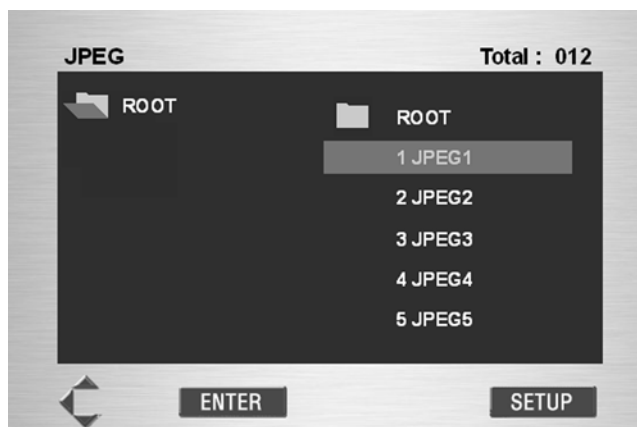 JPEG Total : 012
ROOT
ROOT
1 JPEG1
2 JPEG2
3 JPEG3
4 JPEG4
5 JPEG5
ENTER SETUP